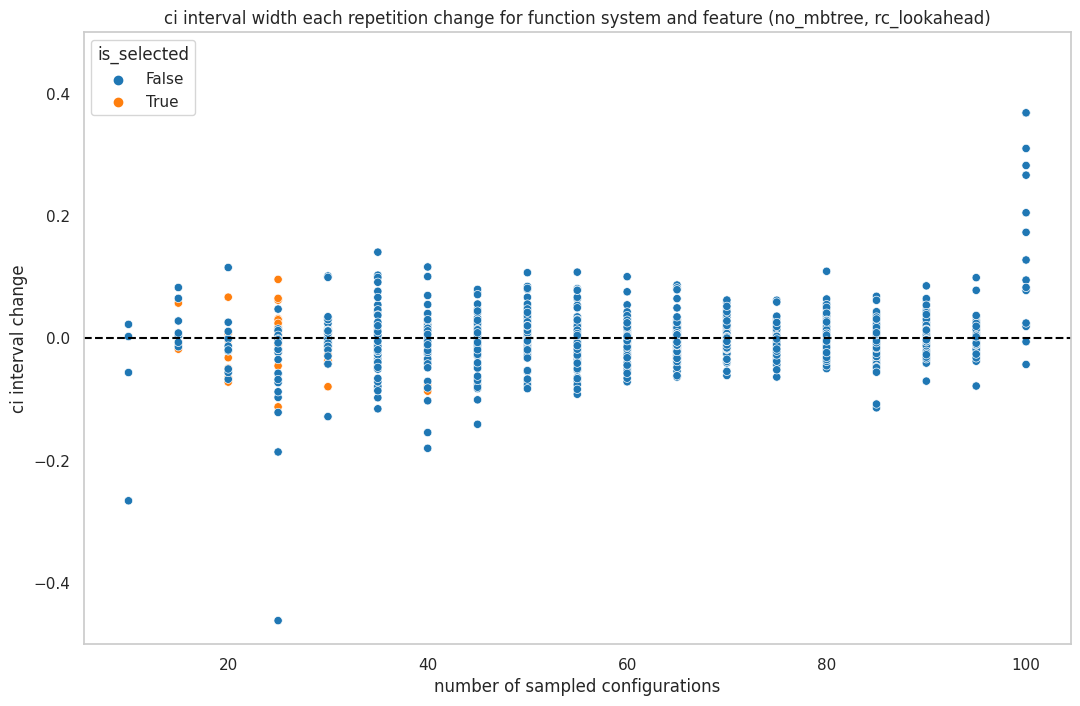 ci interval width each repetition change for function system and feature (no_mbtree, rc_lookahead)
is_selected
False
True
ci interval change
0.4
0.2
0.0
−0.2
−0.4
20
40
60
80
100
number of sampled configurations